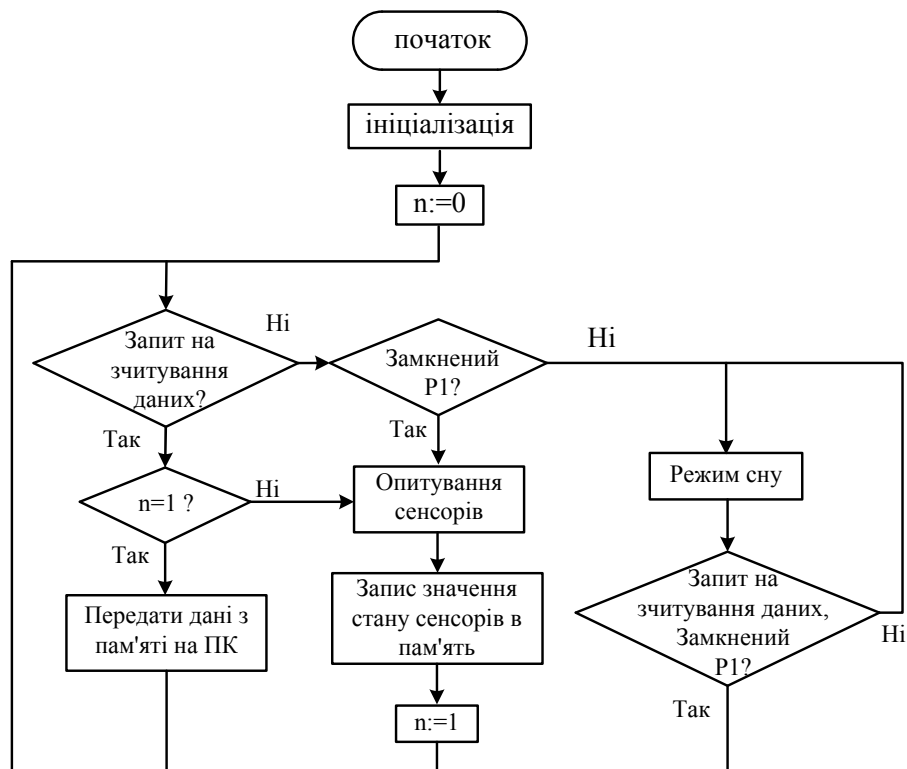 початок
ініціалізація
n:=0
Запит на
зчитування
даних?
Ні
Замкнений
P1?
Ні
Так
Так
n=1 ?
Ні
Опитування
сенсорів
Режим сну
Так
Передати дані з
пам'яті на ПК
Запис значення
стану сенсорів в
пам'ять
Запит на
зчитування даних,
Замкнений
P1?
Ні
n:=1
Так